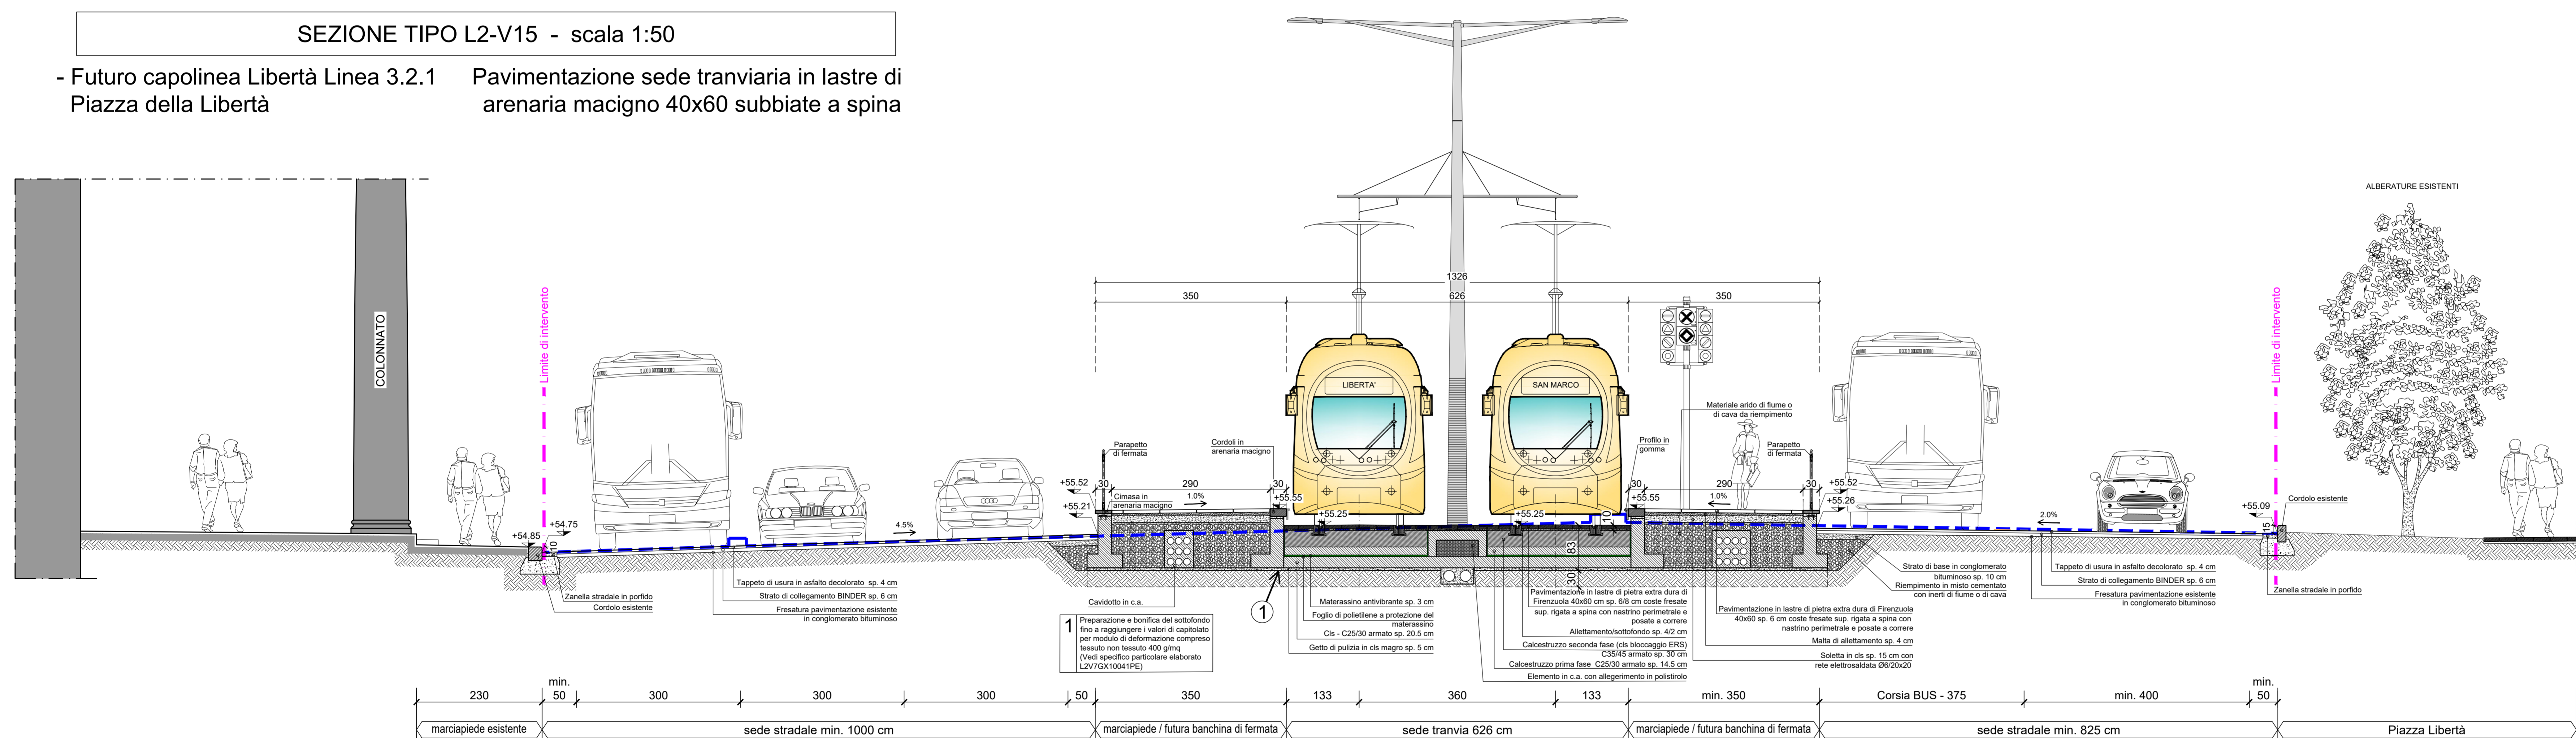 SEZIONE TIPO L2-V15 - scala 1:50
- Futuro capolinea Libertà Linea 3.2.1
Piazza della Libertà
Pavimentazione sede tranviaria in lastre di
arenaria macigno 40x60 subbiate a spina
ALBERATURE ESISTENTI
COLONNATO
Limite di intervento
Limite di intervento
1326
350
626
350
LIBERTA'
SAN MARCO
Parapetto
di fermata
Cordoli in
arenaria macigno
Profilo in
gomma
Materiale arido di fiume o
di cava da riempimento
Parapetto
di fermata
+55.52
+55.21
30
290
30
Cimasa in
arenaria macigno
1.0%
+55.55
+55.25
+55.25
10
30
290
30
+55.55
1.0%
+55.52
+55.26
+54.85
+54.75
10
4.5%
2.0%
+55.09
15
Cordolo esistente
83
30
Zanella stradale in porfido
Cordolo esistente
Tappeto di usura in asfalto decolorato sp. 4 cm
Strato di collegamento BINDER sp. 6 cm
Fresatura pavimentazione esistente
in conglomerato bituminoso
Cavidotto in c.a.
1
Preparazione e bonifica del sottofondo
fino a raggiungere i valori di capitolato
per modulo di deformazione compreso
tessuto non tessuto 400 g/mq
(Vedi specifico particolare elaborato
L2V7GX10041PE)
1
Materassino antivibrante sp. 3 cm
Foglio di polietilene a protezione del
materassino
Cls - C25/30 armato sp. 20.5 cm
Getto di pulizia in cls magro sp. 5 cm
Pavimentazione in lastre di pietra extra dura di
Firenzuola 40x60 cm sp. 6/8 cm coste fresate
sup. rigata a spina con nastrino perimetrale e
posate a correre
Allettamento/sottofondo sp. 4/2 cm
Calcestruzzo seconda fase (cls bloccaggio ERS)
C35/45 armato sp. 30 cm
Calcestruzzo prima fase C25/30 armato sp. 14.5 cm
Elemento in c.a. con allegerimento in polistirolo
Pavimentazione in lastre di pietra extra dura di Firenzuola
40x60 sp. 6 cm coste fresate sup. rigata a spina con
nastrino perimetrale e posate a correre
Malta di allettamento sp. 4 cm
Soletta in cls sp. 15 cm con
rete elettrosaldata Ø6/20x20
Strato di base in conglomerato
bituminoso sp. 10 cm
Riempimento in misto cementato
con inerti di fiume o di cava
Tappeto di usura in asfalto decolorato sp. 4 cm
Strato di collegamento BINDER sp. 6 cm
Fresatura pavimentazione esistente
in conglomerato bituminoso
Zanella stradale in porfido
230
min.
50
300
300
300
50
350
133
360
133
min. 350
Corsia BUS - 375
min. 400
min.
50
marciapiede esistente
sede stradale min. 1000 cm
marciapiede / futura banchina di fermata
sede tranvia 626 cm
marciapiede / futura banchina di fermata
sede stradale min. 825 cm
Piazza Libertà